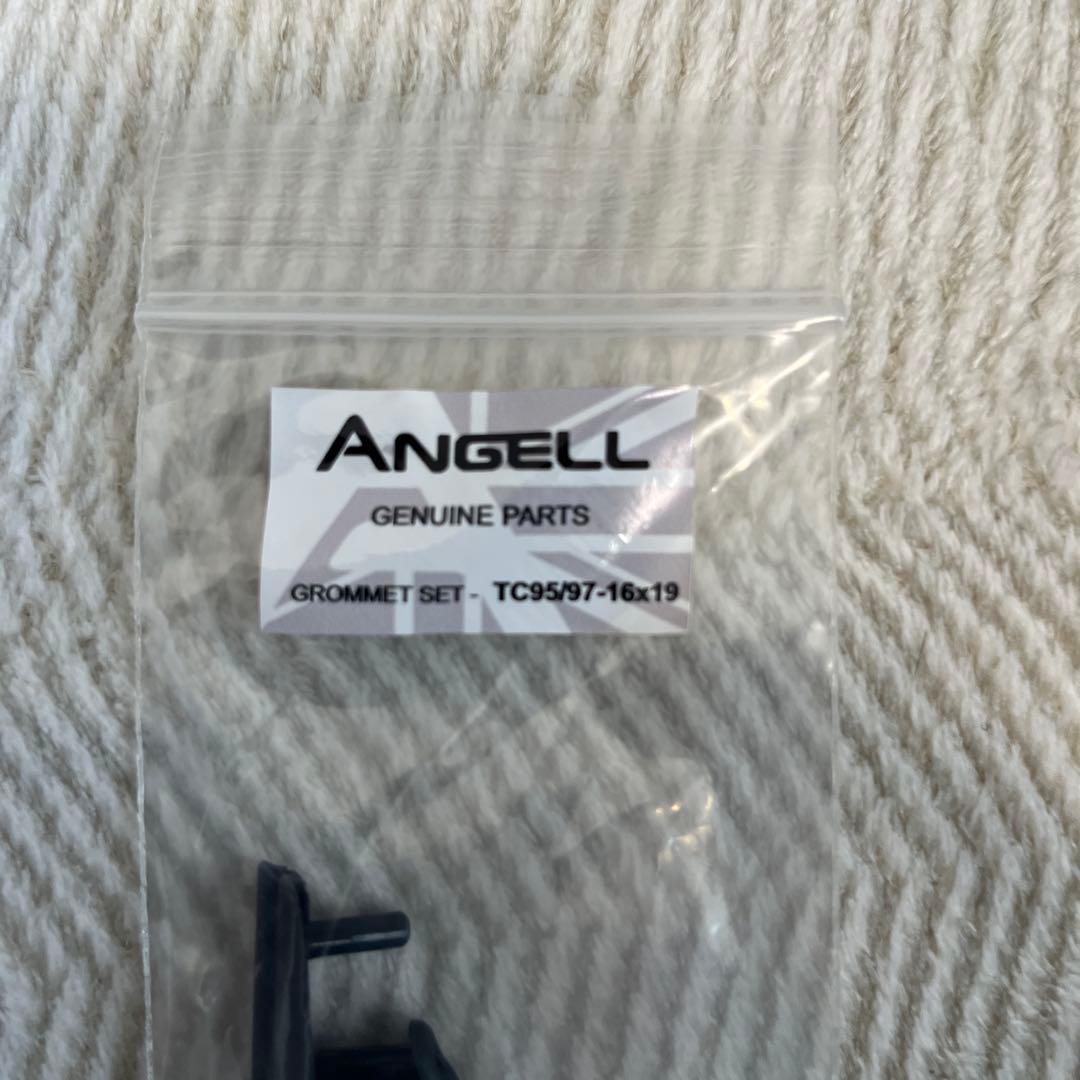 ANGELL
GENUINE PARTS
GROMMET SET - TC95/97-16x19